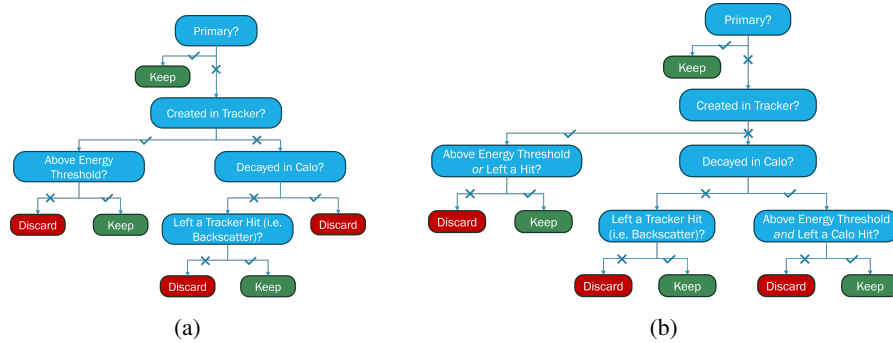 Primary?
Keep
Created in Tracker?
Above Energy
Threshold?
Decayed in Calo?
Discard
Keep
Left a Tracker Hit (i.e.
Backscatter)?
Discard
Discard
Keep
(a)
Primary?
Keep
Created in Tracker?
Above Energy Threshold
or Left a Hit?
Decayed in Calo?
Discard
Keep
Left a Tracker Hit
(i.e. Backscatter)?
Above Energy Threshold
and Left a Calo Hit?
Discard
Keep
Discard
Keep
(b)